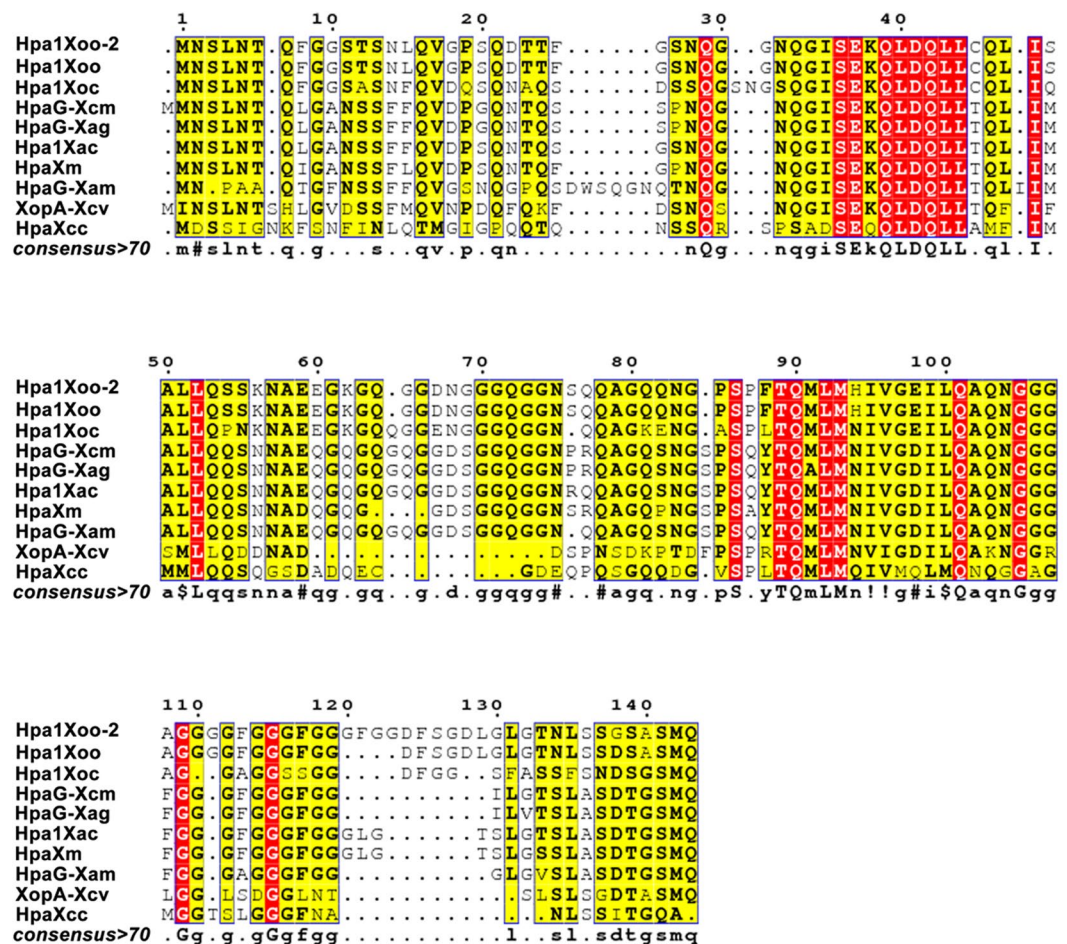 1 10 20 30 40
Hpa1Xoo-2 .MNSLNT.QFGGSTSNLQVGPSQDTTF......GSNQG..GNQGISEKQLDQLLCQL.IS
Hpa1Xoo .MNSLNT.QFGGSTSNLQVGPSQDTTF......GSNQG..GNQGISEKQLDQLLCQL.IS
Hpa1Xoc .MNSLNT.QFGGSASNFQVDQSQNAQS......DSSQGSNGNQGISEKQLDQLLCQL.IQ
HpaG-Xcm MMNSLNT.QLGANSSFFQVDPGQNTQS......SPNQG...NQGISEKQLDQLLTQL.IM
HpaG-Xag .MNSLNT.QLGANSSFFQVDPGQNTQS......SPNQG...NQGISEKQLDQLLTQL.IM
Hpa1Xac .MNSLNT.QLGANSSFFQVDPSQNTQS......GSNQG...NQGISEKQLDQLLTQL.IM
HpaXm .MNSLNT.QIGANSSFFQVDPSQNTQF......GSNQG...NQGISEKQLDQLLTQL.IM
HpaG-Xam .MN.PAA.QTGFNSSFFQVGSNQGPQSDWSQGNQTNQG...NQGISEKQLDQLLTQLIIM
XopA-Xcv MINSLNTSHLGVDSSFMQVNPDQFQKF......DSNQS...NQGISEKQLDQLLTQF.IF
HpaXcc .MDSSIGNKFSNFINLQTMGIGPQQTQ......NSSQR...SPSADSEQQLDQLLAMF.IM
consensus>70 .m#slnt.q.g...s..qv.p.qn..........nQg...nqgiSEkQLDQLL.ql.I.
50 60 70 80 90 100
Hpa1Xoo-2 ALLQSSKNAEEGKGQ.GGDNGGGQGGNSQQAGQQNG.PSPFTQMLMHIVGEILQAQNGGG
Hpa1Xoo ALLQSSKNAEEGKGQ.GGDNGGGQGGNSQQAGQQNG.PSPFTQMLMHIVGEILQAQNGGG
Hpa1Xoc ALLQPNKNAEEGKGQQGGENGGGQGGN.QQAGKENG.ASPLTQMLMNIVGEILQAQNGGG
HpaG-Xcm ALLQQSNNAEQGQGQGQGGDSGGQGGNPRQAGQSNGSPSQYTQMLMNIVGDILQAQNGGG
HpaG-Xag ALLQQSNNAEQGQGQGQGGDSGGQGGNPRQAGQSNGSPSQYTQALMNIVGDILQAQNGGG
Hpa1Xac ALLQQSNNAEQGQGQGQGGDSGGQGGNRQQAGQSNGSPSQYTQMLMNIVGDILQAQNGGG
HpaXm ALLQQSNNADQGQG...GGDSGGQGGNSRQAGQPNGSPSAYTQMLMNIVGDILQAQNGGG
HpaG-Xam ALLQQSNNAEQGQGQGQGGDSGGQGGN.QQAGQSNGSPSQYTQMLMNIVGDILQAQNGGG
XopA-Xcv SMLLQDDNAD................DSPNSDKPTDFPSPRTQMLMNVIGDILQAKNGGR
HpaXcc MMLQQSQGSDADQEC.........GDEQPQSGQQDG.VSPLTQMLMQIVMQLMQNQGGAG
consensus>70 a$Lqqsnna#qg.gq..g.d.ggqggn#..#agq.ng.pS.yTQmLMn!!g#i$QaqnGgg
110 120 130 140
Hpa1Xoo-2 AGGGGFGGGFGGGFGGDFSGDLGLGTNLSSGSASMQ
Hpa1Xoo AGGGGFGGGFGG....DFSGDLGLGTNLSSDSASMQ
Hpa1Xoc AG..GAGGSSGG....DFGG..SFASSFSNDSGSMQ
HpaG-Xcm FGG.GFGGGFGG..........ILGTSLASDTGSMQ
HpaG-Xag FGG.GFGGGFGG..........ILVTSLASDTGSMQ
Hpa1Xac FGG.GFGGGFGGGLG......TSLGTSLASDTGSMQ
HpaXm FGG.GFGGGFGGGLG......TSLGSSLASDTGSMQ
HpaG-Xam FGG.GAGGGFGG.........GLGVSLASDTGSMQ
XopA-Xcv LGG.LSDGGLNT..........SLSLSGDTASMQ
HpaXcc MGGTSLGGGFNA............NLSSITGQA.
consensus>70 .Gg.g.gGgfgg...........l..sl.sdtgsmq